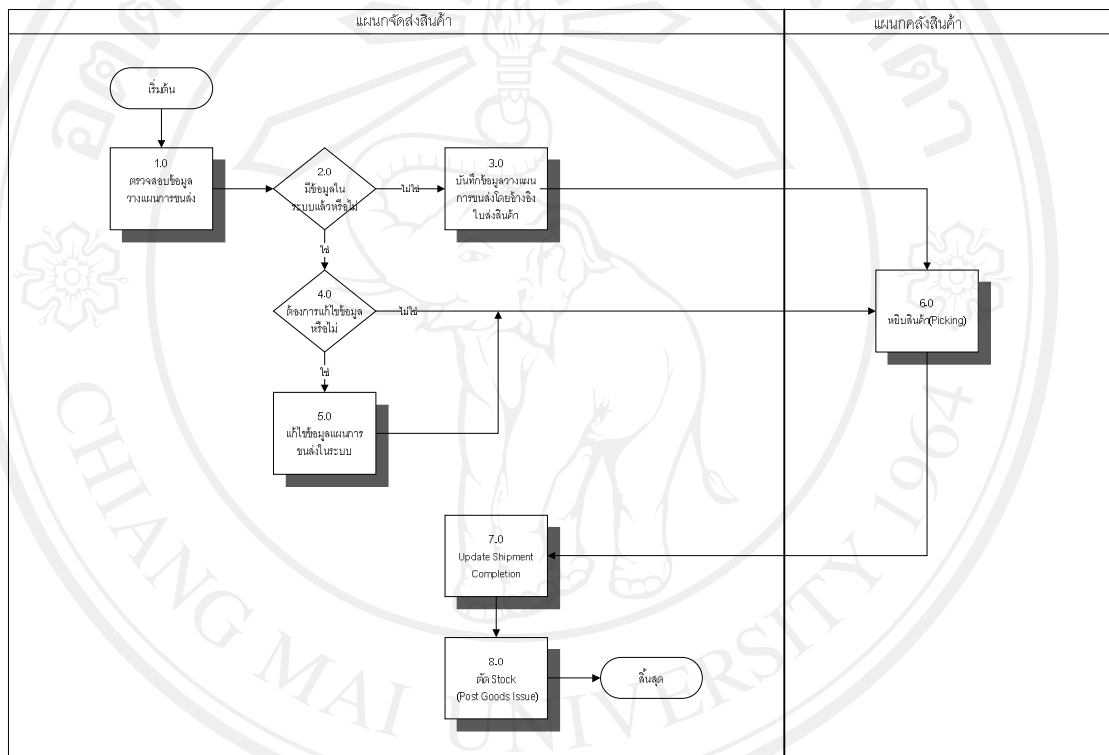 แผนกจัดส่งสินค้า
แผนกคลังสินค้า
เริ่มต้น
1.0
ตรวจสอบข้อมูล
วางแผนการขนส่ง
2.0
มีข้อมูลใน
ระบบแล้วหรือไม่
ไม่ใช่
3.0
บันทึกข้อมูลวางแผน
การขนส่งโดยอ้างอิง
ใบส่งสินค้า
ใช่
4.0
ต้องการแก้ไขข้อมูล
หรือไม่
ไม่ใช่
6.0
หยิบสินค้า(Picking)
ใช่
5.0
แก้ไขข้อมูลแผนการ
ขนส่งในระบบ
7.0
Update Shipment
Completion
8.0
ตัด Stock
(Post Goods Issue)
สิ้นสุด
CHIANG MAI UNIVERSITY 1964